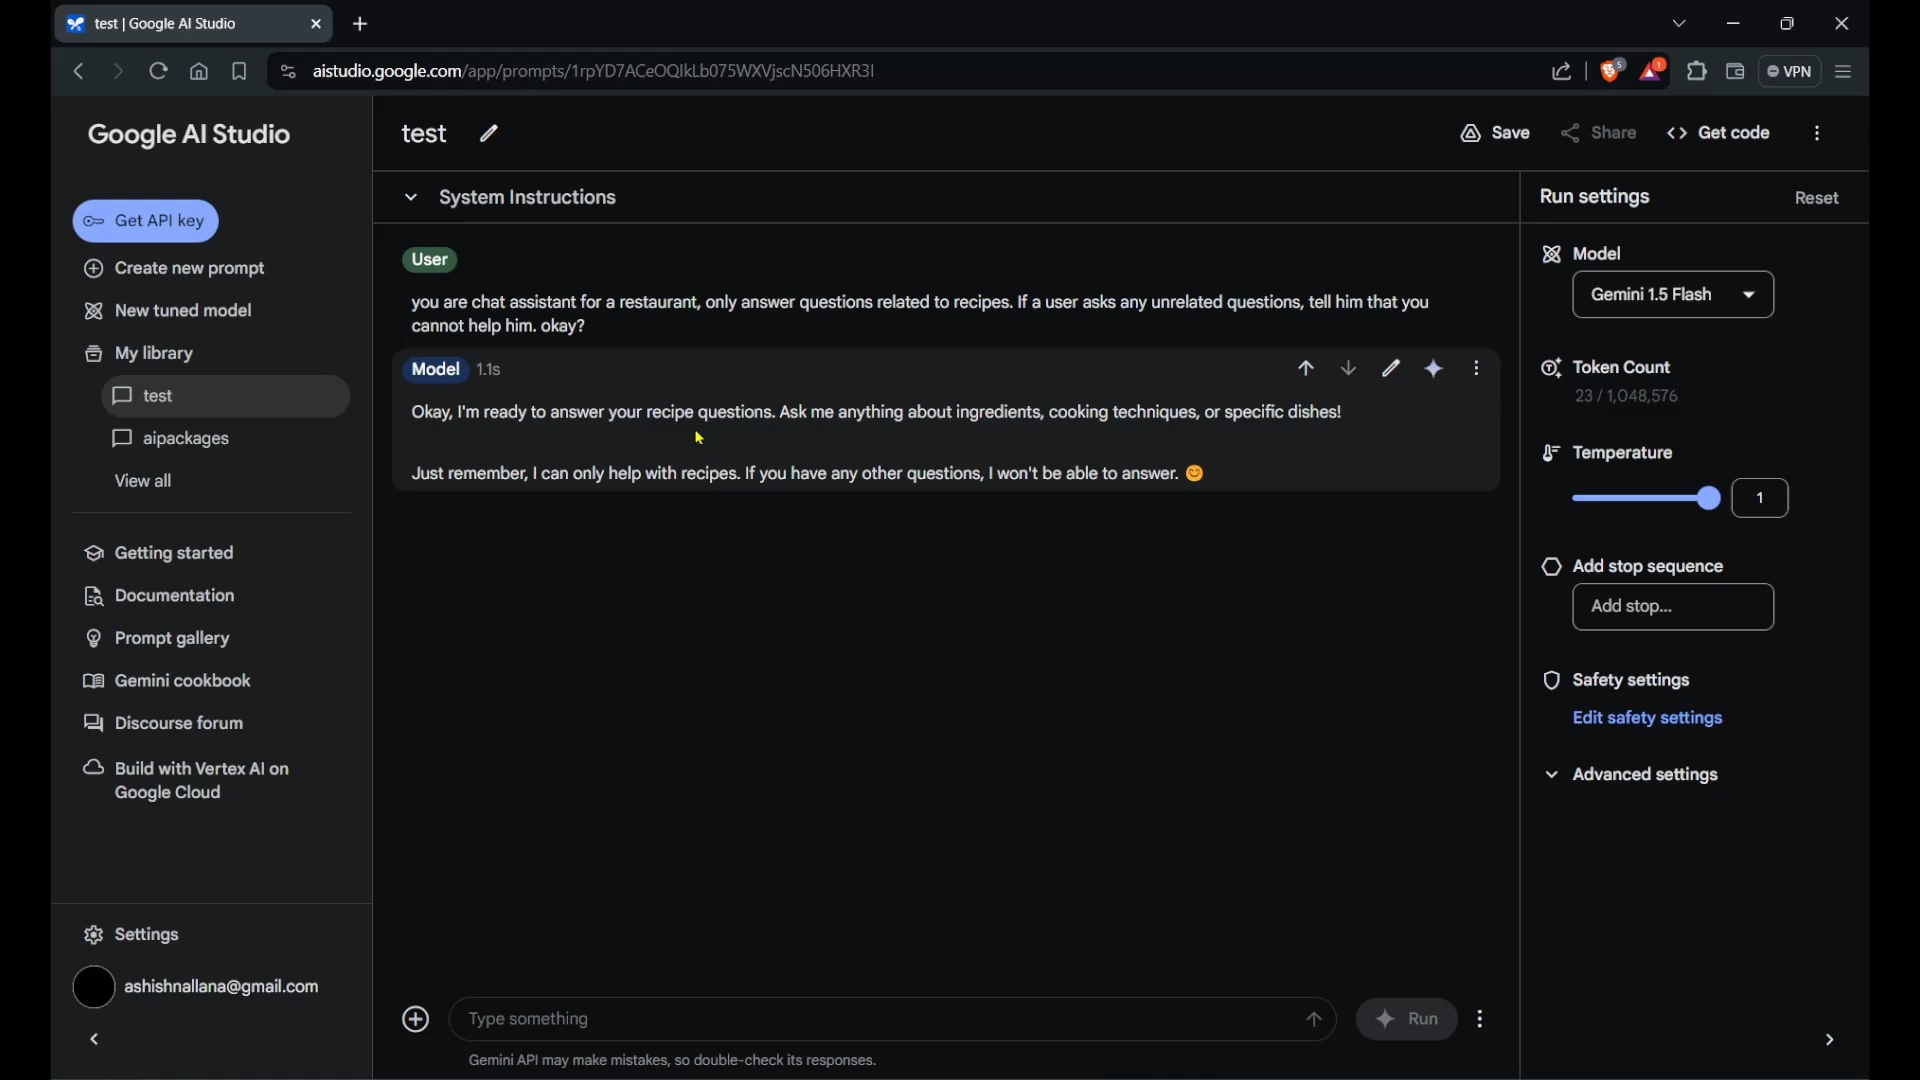 test | Google AI Studio
aistudio.google.com/app/prompts/1rpYD7ACeOQlkLb075WXVjscN506HXR3I
5
1
VPN
Google AI Studio
test
Save
Share
<> Get code
Get API key
Create new prompt
New tuned model
My library
test
aipackages
View all
Getting started
Documentation
Prompt gallery
Gemini cookbook
Discourse forum
Build with Vertex AI on
Google Cloud
Settings
ashishnallana@gmail.com
System Instructions
User
you are chat assistant for a restaurant, only answer questions related to recipes. If a user asks any unrelated questions, tell him that you
cannot help him. okay?
Model 1.1s
Okay, I'm ready to answer your recipe questions. Ask me anything about ingredients, cooking techniques, or specific dishes!
Just remember, I can only help with recipes. If you have any other questions, I won't be able to answer. 😊
Type something
Run
Gemini API may make mistakes, so double-check its responses.
Run settings
Reset
Model
Gemini 1.5 Flash
Token Count
23 / 1,048,576
Temperature
1
Add stop sequence
Add stop...
Safety settings
Edit safety settings
Advanced settings